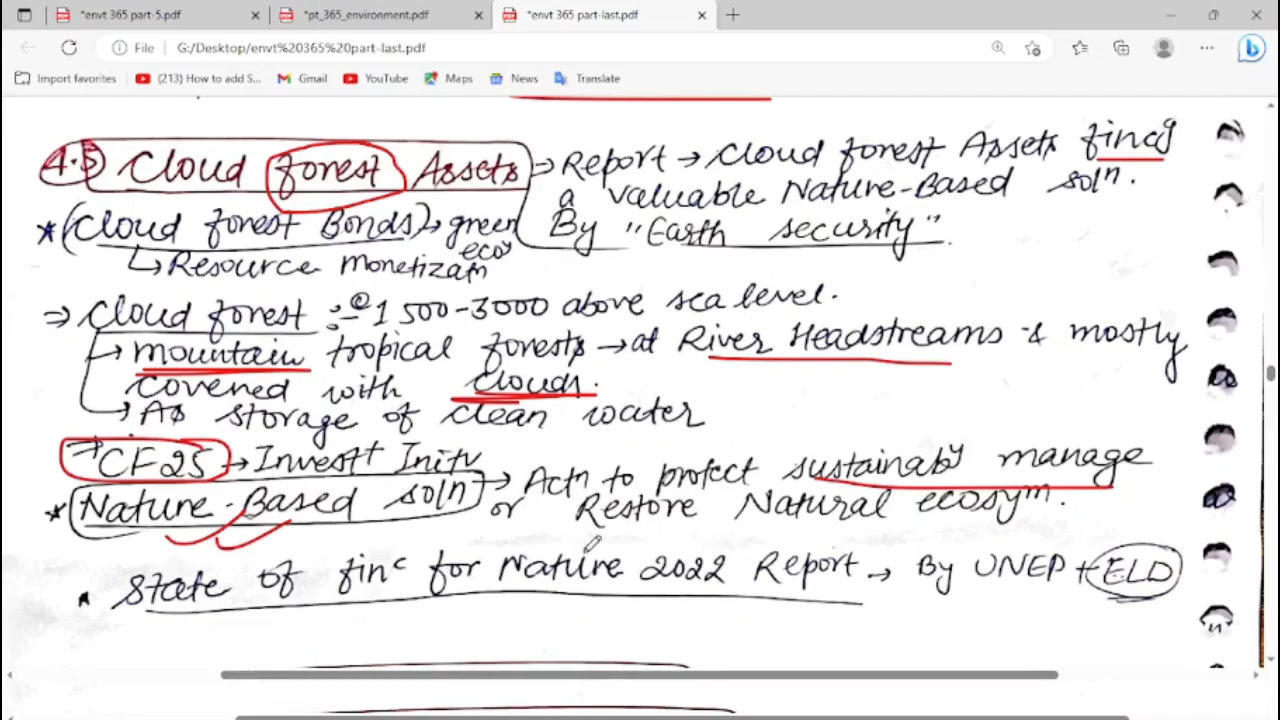 *envt 365 part-5.pdf
*pt_365_environment.pdf
*envt 365 part-last.pdf
File
G:/Desktop/envt%20365%20part-last.pdf
Import favorites
(213) How to add S...
Gmail
YouTube
Maps
News
Translate
4.5 Cloud forest Assets → Report → Cloud forest Assets fincg
a valuable Nature-Based soln.
* (Cloud forest Bonds) → green ecoy By "Earth security".
↳ Resource monetizatn
⇒ Cloud forest :- @ 1500-3000 above sea level.
→ mountain tropical forests → at River Headstreams & mostly
covered with clouds.
→ As storage of clean water
→ CF25 → Invest+ Initv
* Nature-Based soln → Actn to protect sustainably manage
or Restore Natural ecosym.
State of finc for Nature 2022 Report → By UNEP + ELD